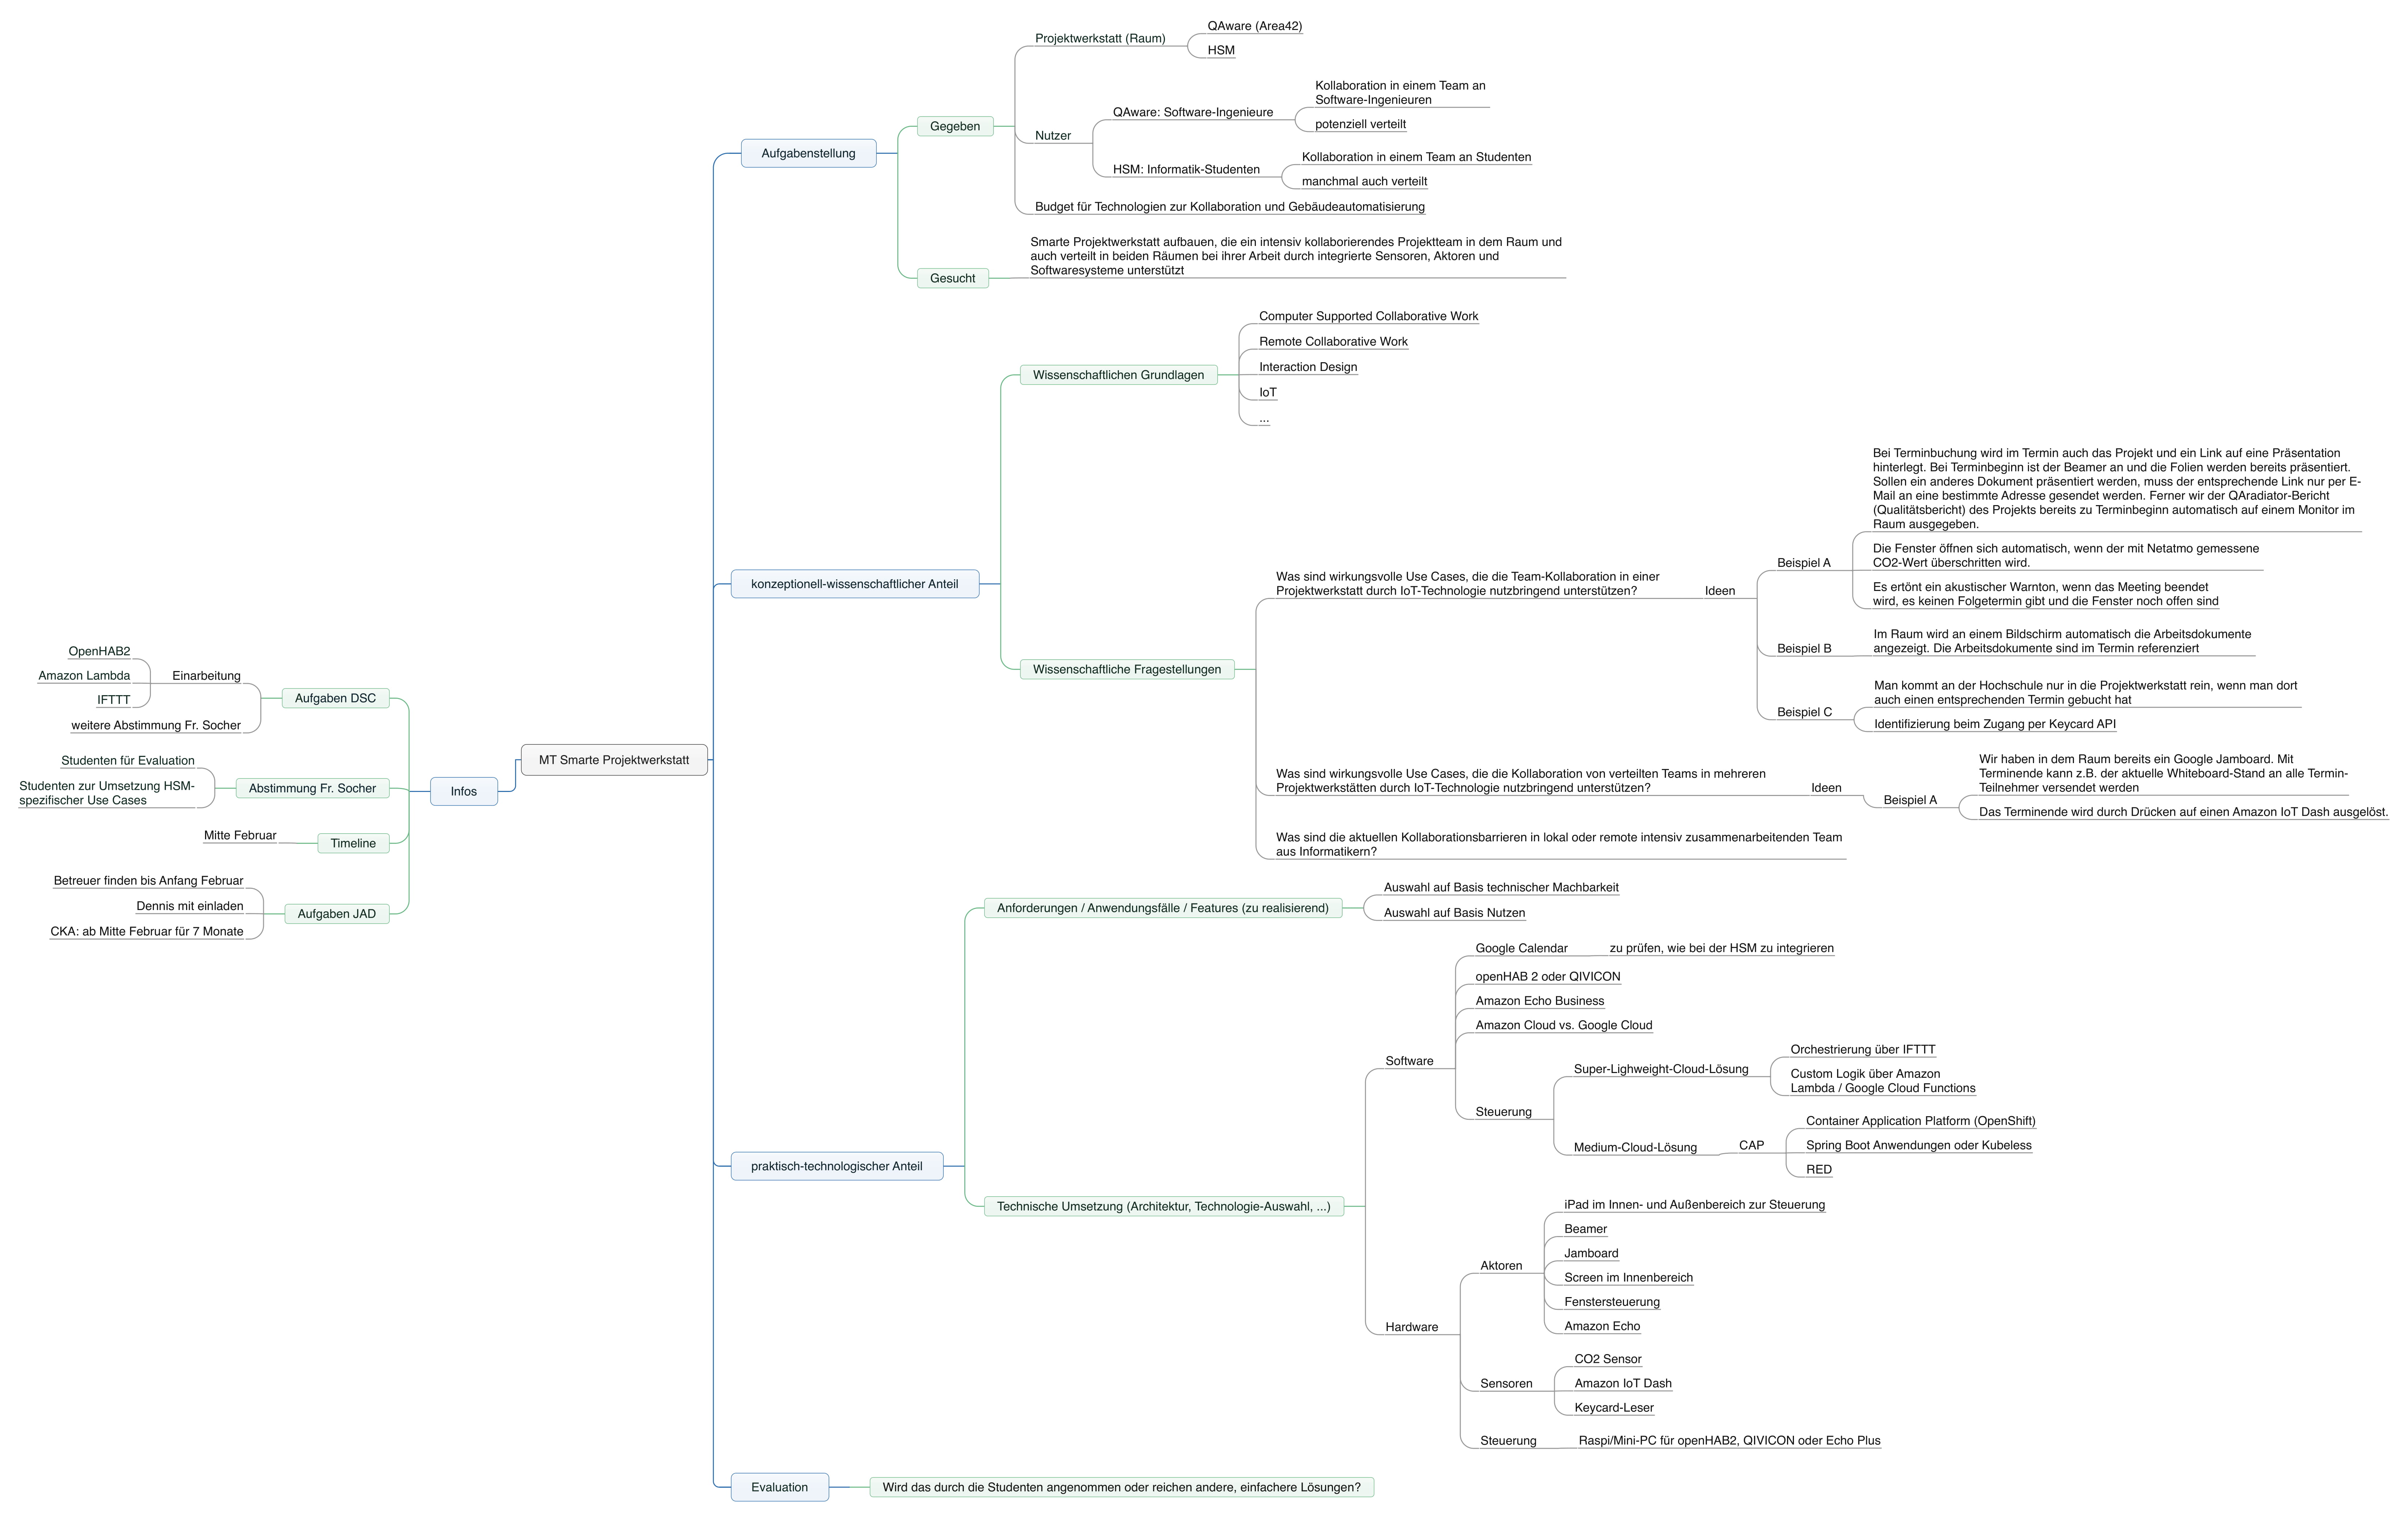 MT Smarte Projektwerkstatt
Aufgabenstellung
Gegeben
Projektwerkstatt (Raum)
QAware (Area42)
HSM
Nutzer
QAware: Software-Ingenieure
Kollaboration in einem Team an
Software-Ingenieuren
potenziell verteilt
HSM: Informatik-Studenten
Kollaboration in einem Team an Studenten
manchmal auch verteilt
Budget für Technologien zur Kollaboration und Gebäudeautomatisierung
Gesucht
Smarte Projektwerkstatt aufbauen, die ein intensiv kollaborierendes Projektteam in dem Raum und
auch verteilt in beiden Räumen bei ihrer Arbeit durch integrierte Sensoren, Aktoren und
Softwaresysteme unterstützt
konzeptionell-wissenschaftlicher Anteil
Wissenschaftlichen Grundlagen
Computer Supported Collaborative Work
Remote Collaborative Work
Interaction Design
IoT
...
Wissenschaftliche Fragestellungen
Was sind wirkungsvolle Use Cases, die die Team-Kollaboration in einer
Projektwerkstatt durch IoT-Technologie nutzbringend unterstützen?
Ideen
Beispiel A
Bei Terminbuchung wird im Termin auch das Projekt und ein Link auf eine Präsentation
hinterlegt. Bei Terminbeginn ist der Beamer an und die Folien werden bereits präsentiert.
Sollen ein anderes Dokument präsentiert werden, muss der entsprechende Link nur per E-
Mail an eine bestimmte Adresse gesendet werden. Ferner wir der QAradiator-Bericht
(Qualitätsbericht) des Projekts bereits zu Terminbeginn automatisch auf einem Monitor im
Raum ausgegeben.
Die Fenster öffnen sich automatisch, wenn der mit Netatmo gemessene
CO2-Wert überschritten wird.
Es ertönt ein akustischer Warnton, wenn das Meeting beendet
wird, es keinen Folgetermin gibt und die Fenster noch offen sind
Beispiel B
Im Raum wird an einem Bildschirm automatisch die Arbeitsdokumente
angezeigt. Die Arbeitsdokumente sind im Termin referenziert
Beispiel C
Man kommt an der Hochschule nur in die Projektwerkstatt rein, wenn man dort
auch einen entsprechenden Termin gebucht hat
Identifizierung beim Zugang per Keycard API
Was sind wirkungsvolle Use Cases, die die Kollaboration von verteilten Teams in mehreren
Projektwerkstätten durch IoT-Technologie nutzbringend unterstützen?
Ideen
Beispiel A
Wir haben in dem Raum bereits ein Google Jamboard. Mit
Terminende kann z.B. der aktuelle Whiteboard-Stand an alle Termin-
Teilnehmer versendet werden
Das Terminende wird durch Drücken auf einen Amazon IoT Dash ausgelöst.
Was sind die aktuellen Kollaborationsbarrieren in lokal oder remote intensiv zusammenarbeitenden Team
aus Informatikern?
praktisch-technologischer Anteil
Anforderungen / Anwendungsfälle / Features (zu realisierend)
Auswahl auf Basis technischer Machbarkeit
Auswahl auf Basis Nutzen
Technische Umsetzung (Architektur, Technologie-Auswahl, ...)
Software
Google Calendar
zu prüfen, wie bei der HSM zu integrieren
openHAB 2 oder QIVICON
Amazon Echo Business
Amazon Cloud vs. Google Cloud
Steuerung
Super-Lighweight-Cloud-Lösung
Orchestrierung über IFTTT
Custom Logik über Amazon
Lambda / Google Cloud Functions
Medium-Cloud-Lösung
CAP
Container Application Platform (OpenShift)
Spring Boot Anwendungen oder Kubeless
RED
Hardware
Aktoren
iPad im Innen- und Außenbereich zur Steuerung
Beamer
Jamboard
Screen im Innenbereich
Fenstersteuerung
Amazon Echo
Sensoren
CO2 Sensor
Amazon IoT Dash
Keycard-Leser
Steuerung
Raspi/Mini-PC für openHAB2, QIVICON oder Echo Plus
Evaluation
Wird das durch die Studenten angenommen oder reichen andere, einfachere Lösungen?
Infos
Aufgaben DSC
Einarbeitung
OpenHAB2
Amazon Lambda
IFTTT
weitere Abstimmung Fr. Socher
Abstimmung Fr. Socher
Studenten für Evaluation
Studenten zur Umsetzung HSM-
spezifischer Use Cases
Timeline
Mitte Februar
Aufgaben JAD
Betreuer finden bis Anfang Februar
Dennis mit einladen
CKA: ab Mitte Februar für 7 Monate